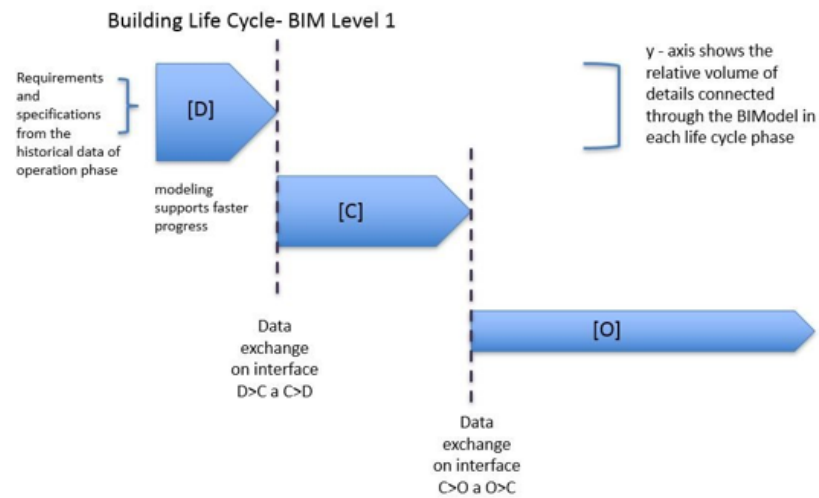 Building Life Cycle- BIM Level 1
Requirements
and
specifications
from the
historical data of
operation phase
[D]
y - axis shows the
relative volume of
details connected
through the BIModel in
each life cycle phase
modeling
supports faster
progress
[C]
Data
exchange
on interface
D>C a C>D
[O]
Data
exchange
on interface
C>O a O>C